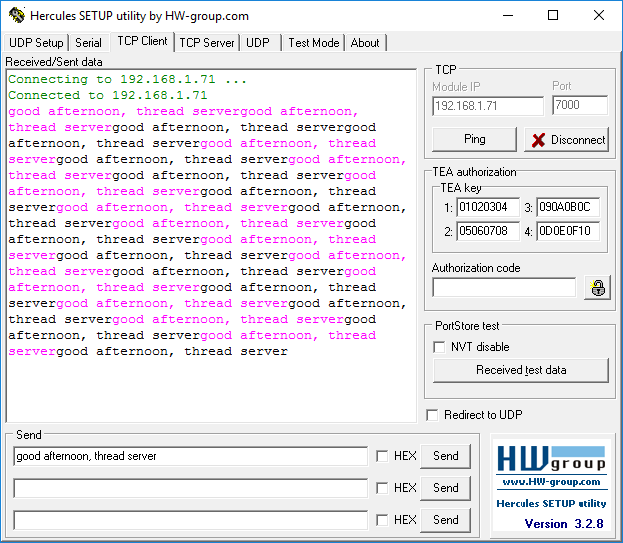 Hercules SETUP utility by HW-group.com
UDP Setup Serial TCP Client TCP Server UDP Test Mode About
Received/Sent data
Connecting to 192.168.1.71 ...
Connected to 192.168.1.71
good afternoon, thread servergood afternoon,
thread servergood afternoon, thread servergood
afternoon, thread servergood afternoon, thread
servergood afternoon, thread servergood afternoon,
thread servergood afternoon, thread servergood
afternoon, thread servergood afternoon, thread
servergood afternoon, thread servergood afternoon,
thread servergood afternoon, thread servergood
afternoon, thread servergood afternoon, thread
servergood afternoon, thread servergood afternoon,
thread servergood afternoon, thread servergood
afternoon, thread servergood afternoon, thread
servergood afternoon, thread servergood afternoon,
thread servergood afternoon, thread servergood
afternoon, thread servergood afternoon, thread
servergood afternoon, thread server
TCP
Module IP Port
192.168.1.71 7000
Ping Disconnect
TEA authorization
TEA key
1: 01020304 3: 090A0B0C
2: 05060708 4: 0D0E0F10
Authorization code
PortStore test
NVT disable
Received test data
Redirect to UDP
Send
good afternoon, thread server HEX Send
HEX Send
HEX Send
HWgroup
www.HW-group.com
Hercules SETUP utility
Version 3.2.8